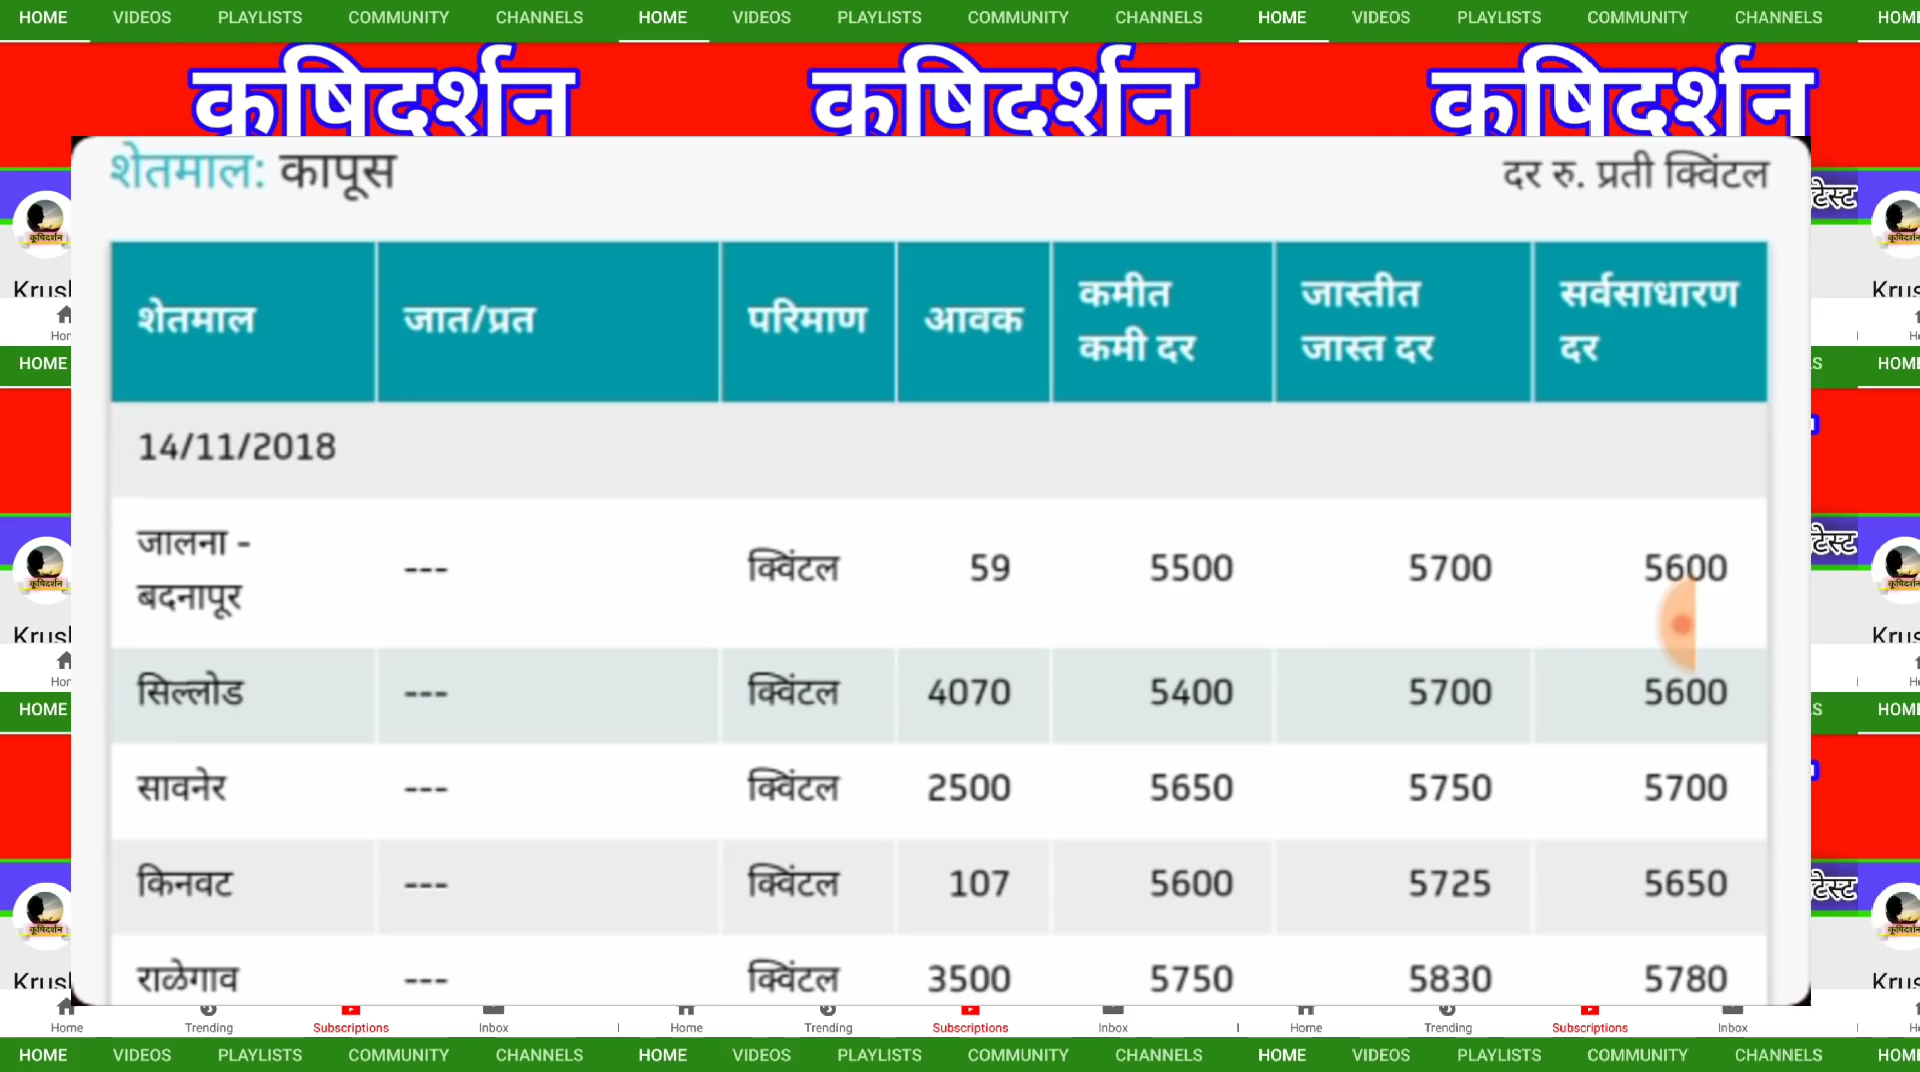 HOME VIDEOS PLAYLISTS COMMUNITY CHANNELS HOME VIDEOS PLAYLISTS COMMUNITY CHANNELS HOME VIDEOS PLAYLISTS COMMUNITY CHANNELS
कृषिदर्शन कृषिदर्शन कृषिदर्शन
शेतमाल: कापूस दर रु. प्रती क्विंटल
शेतमाल जात/प्रत परिमाण आवक कमीत कमी दर जास्तीत जास्त दर सर्वसाधारण दर
14/11/2018
जालना - बदनापूर --- क्विंटल 59 5500 5700 5600
सिल्लोड --- क्विंटल 4070 5400 5700 5600
सावनेर --- क्विंटल 2500 5650 5750 5700
किनवट --- क्विंटल 107 5600 5725 5650
राळेगाव --- क्विंटल 3500 5750 5830 5780
Home Trending Subscriptions Inbox Home Trending Subscriptions Inbox Home Trending Subscriptions Inbox
HOME VIDEOS PLAYLISTS COMMUNITY CHANNELS HOME VIDEOS PLAYLISTS COMMUNITY CHANNELS HOME VIDEOS PLAYLISTS COMMUNITY CHANNELS